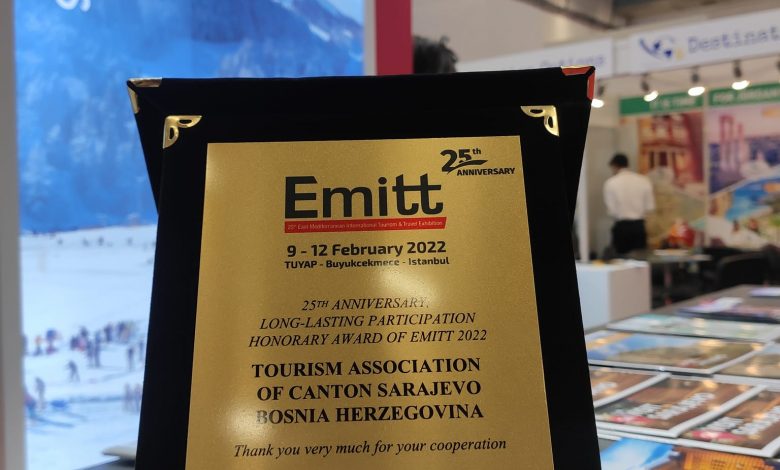 25th
ANNIVERSARY
Emitt
25th East Mediterranean International Tourism & Travel Exhibition
9 - 12 February 2022
TUYAP - Buyukcekmece - Istanbul
25TH ANNIVERSARY,
LONG-LASTING PARTICIPATION
HONORARY AWARD OF EMITT 2022
TOURISM ASSOCIATION
OF CANTON SARAJEVO
BOSNIA HERZEGOVINA
Thank you very much for your cooperation